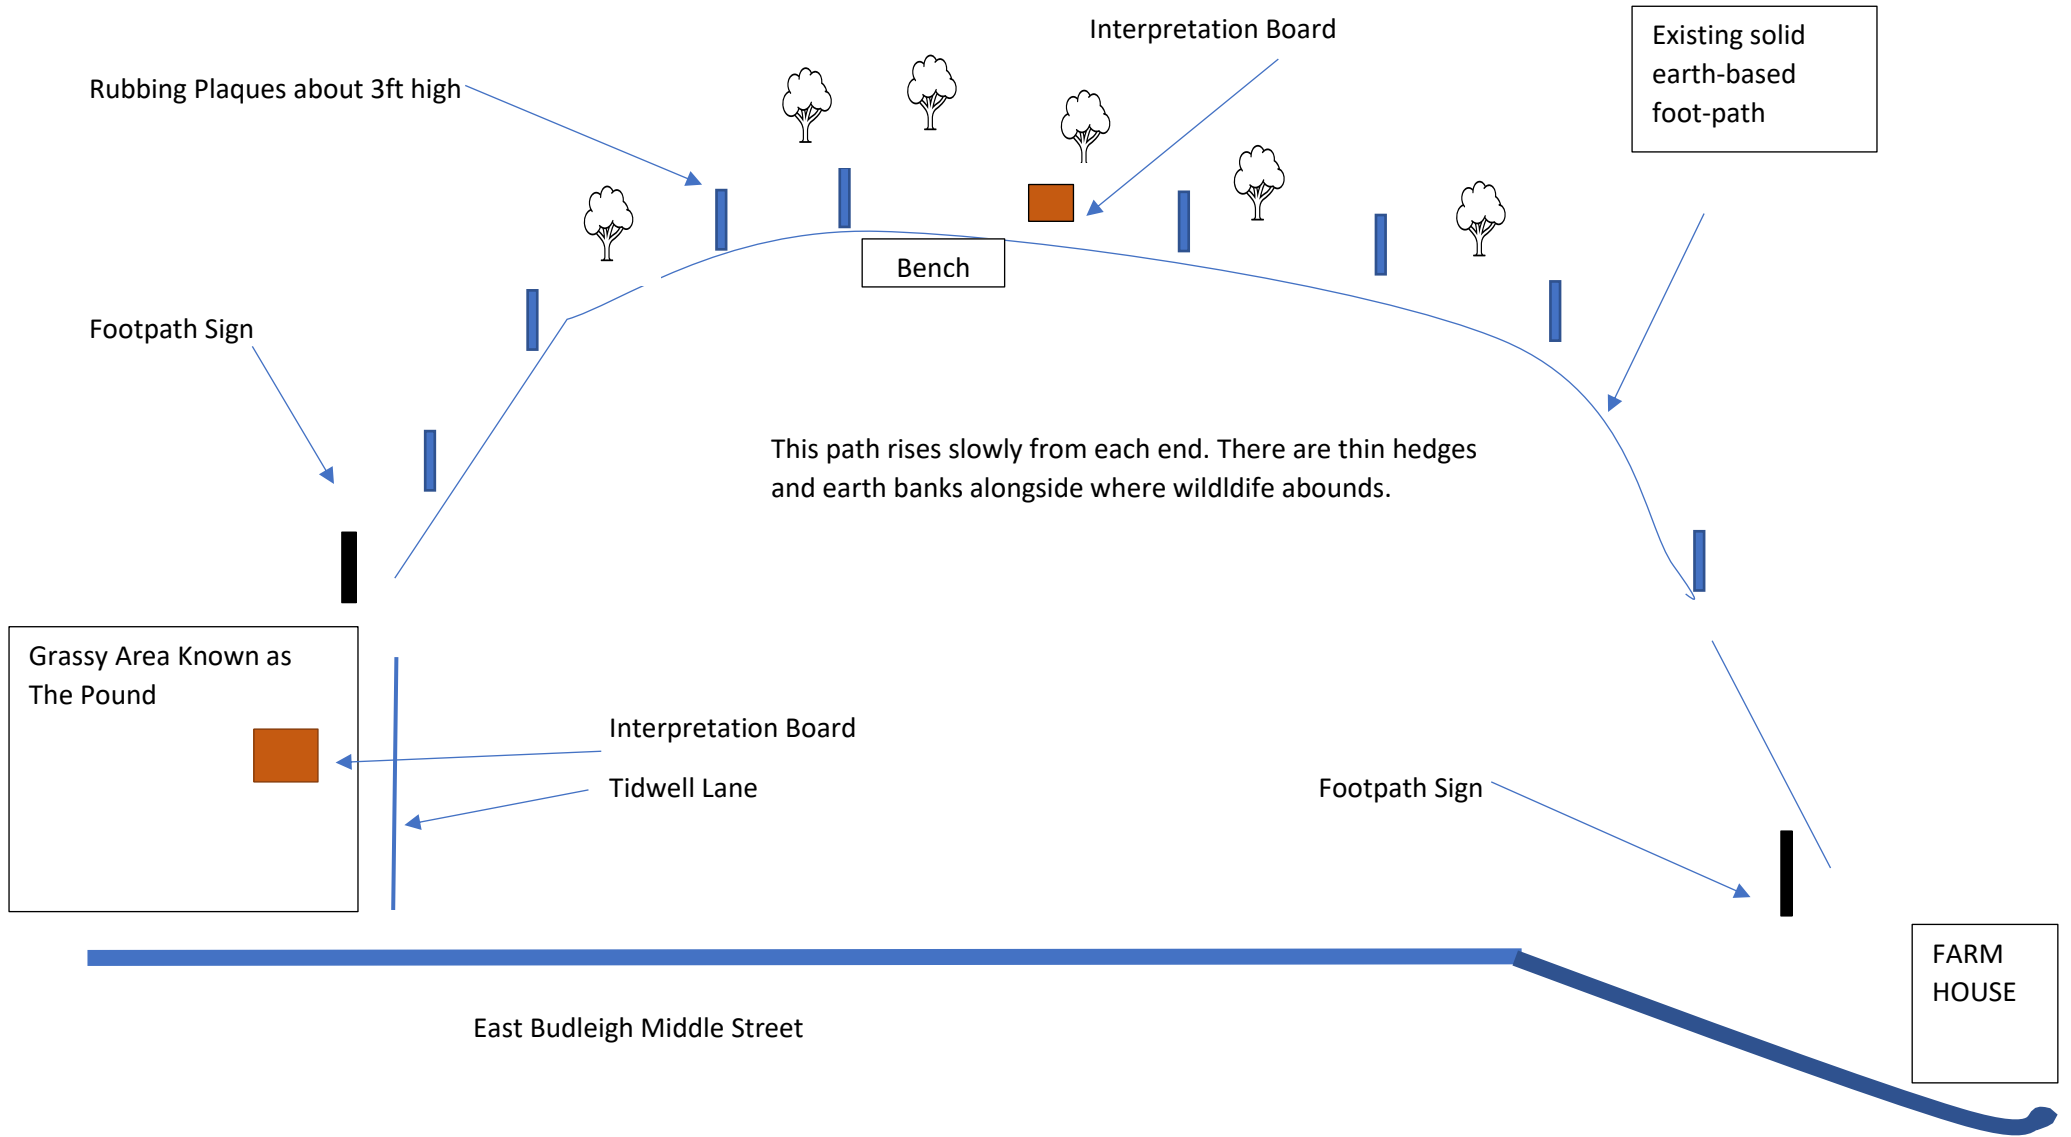 Interpretation Board
Existing solid
earth-based
foot-path
Rubbing Plaques about 3ft high
Bench
Footpath Sign
This path rises slowly from each end. There are thin hedges
and earth banks alongside where wildldife abounds.
Grassy Area Known as
The Pound
Interpretation Board
Tidwell Lane
Footpath Sign
FARM
HOUSE
East Budleigh Middle Street